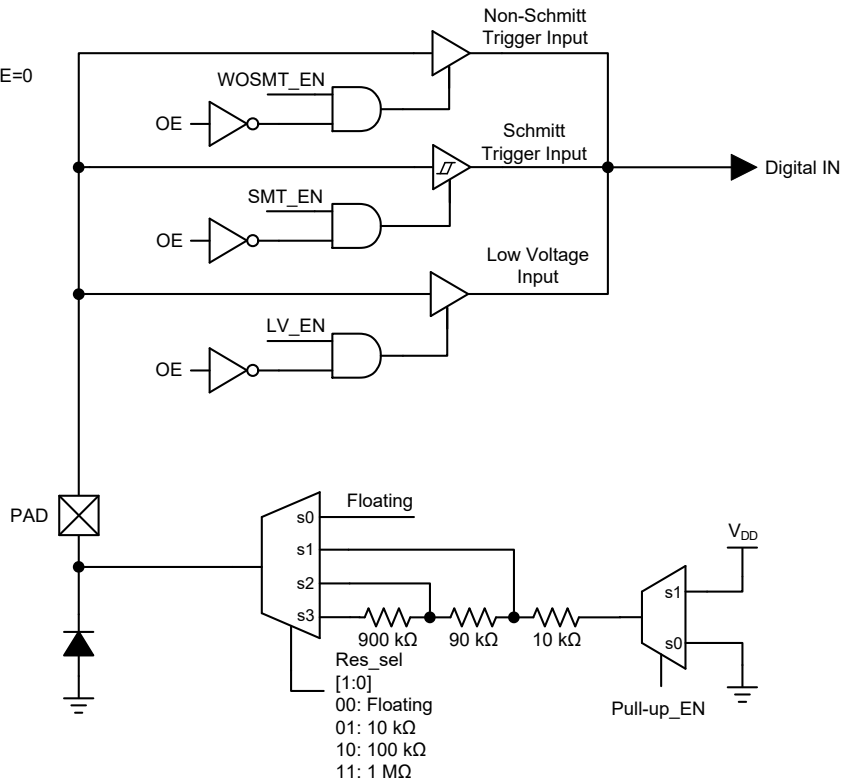 Non-Schmitt
Trigger Input
E=0
WOSMT_EN
OE
Schmitt
Trigger Input
Digital IN
SMT_EN
OE
Low Voltage
Input
LV_EN
OE
PAD
Floating
s0
s1
s2
s3
900 kΩ
90 kΩ
10 kΩ
VDD
s1
s0
Pull-up_EN
Res_sel
[1:0]
00: Floating
01: 10 kΩ
10: 100 kΩ
11: 1 MΩ